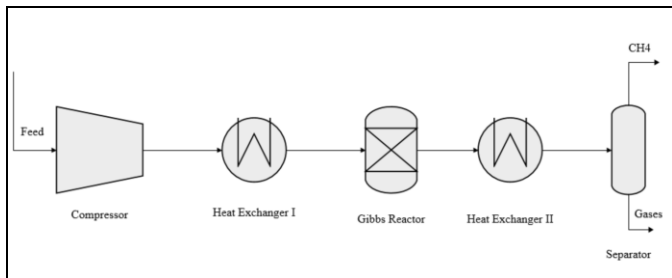 CH4
Feed
Gases
Compressor
Heat Exchanger I
Gibbs Reactor
Heat Exchanger II
Separator